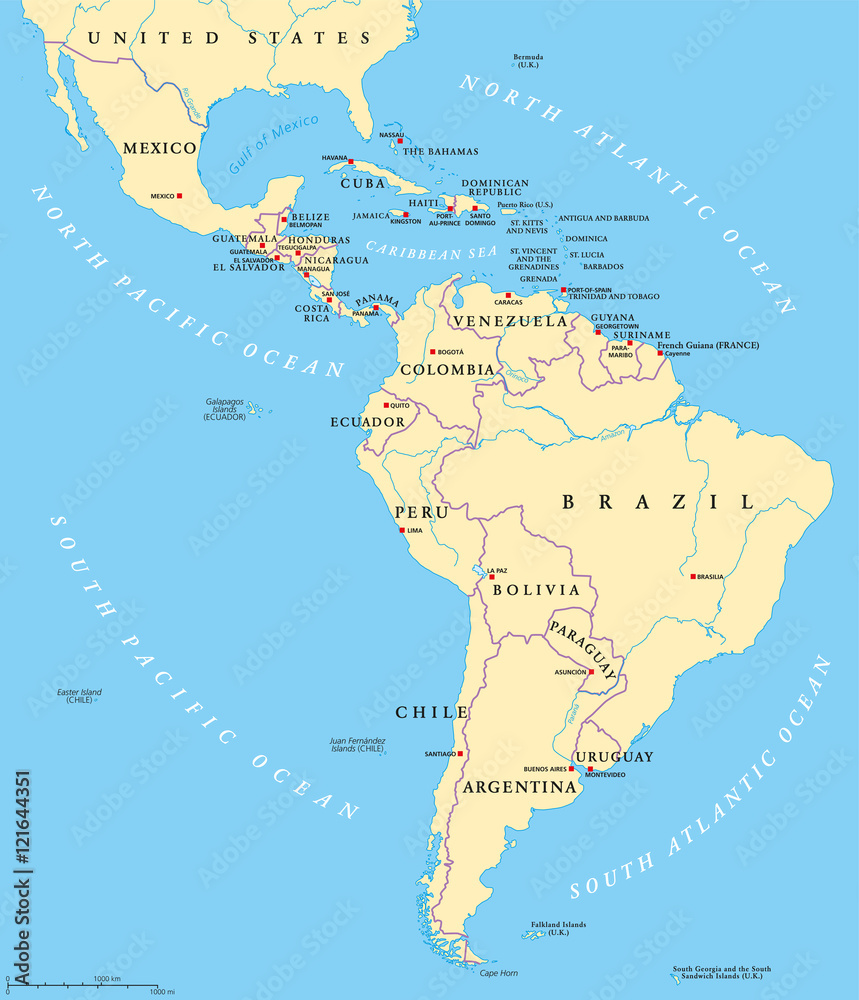 UNITED STATES
Bermuda
(U.K.)
Rio Grande
NORTH ATLANTIC OCEAN
Gulf of Mexico
MEXICO
NASSAU
THE BAHAMAS
HAVANA
CUBA
DOMINICAN
REPUBLIC
MEXICO
HAITI
Puerto Rico (U.S.)
JAMAICA
KINGSTON
PORT-
AU-PRINCE
SANTO
DOMINGO
BELIZE
BELMOPAN
ST. KITTS
AND NEVIS
ANTIGUA AND BARBUDA
DOMINICA
GUATEMALA
GUATEMALA
HONDURAS
TEGUCIGALPA
CARIBBEAN SEA
ST. VINCENT
AND THE
GRENADINES
ST. LUCIA
BARBADOS
EL SALVADOR
EL SALVADOR
NICARAGUA
MANAGUA
GRENADA
NORTH PACIFIC OCEAN
SAN JOSÉ
COSTA
RICA
PANAMA
PANAMA
CARACAS
PORT-OF-SPAIN
TRINIDAD AND TOBAGO
VENEZUELA
GUYANA
GEORGETOWN
SURINAME
PARA-
MARIBO
French Guiana (FRANCE)
Cayenne
BOGOTÁ
COLOMBIA
Orinoco
Galapagos
Islands
(ECUADOR)
QUITO
ECUADOR
Amazon
BRAZIL
PERU
LIMA
SOUTH PACIFIC OCEAN
LA PAZ
BOLIVIA
BRASILIA
PARAGUAY
ASUNCIÓN
Easter Island
(CHILE)
CHILE
Paraná
Juan Fernández
Islands (CHILE)
SANTIAGO
BUENOS AIRES
URUGUAY
MONTEVIDEO
ARGENTINA
SOUTH ATLANTIC OCEAN
Falkland Islands
(U.K.)
Cape Horn
South Georgia and the South
Sandwich Islands (U.K.)
0 1000 km
0 1000 mi
Adobe Stock | #121644351